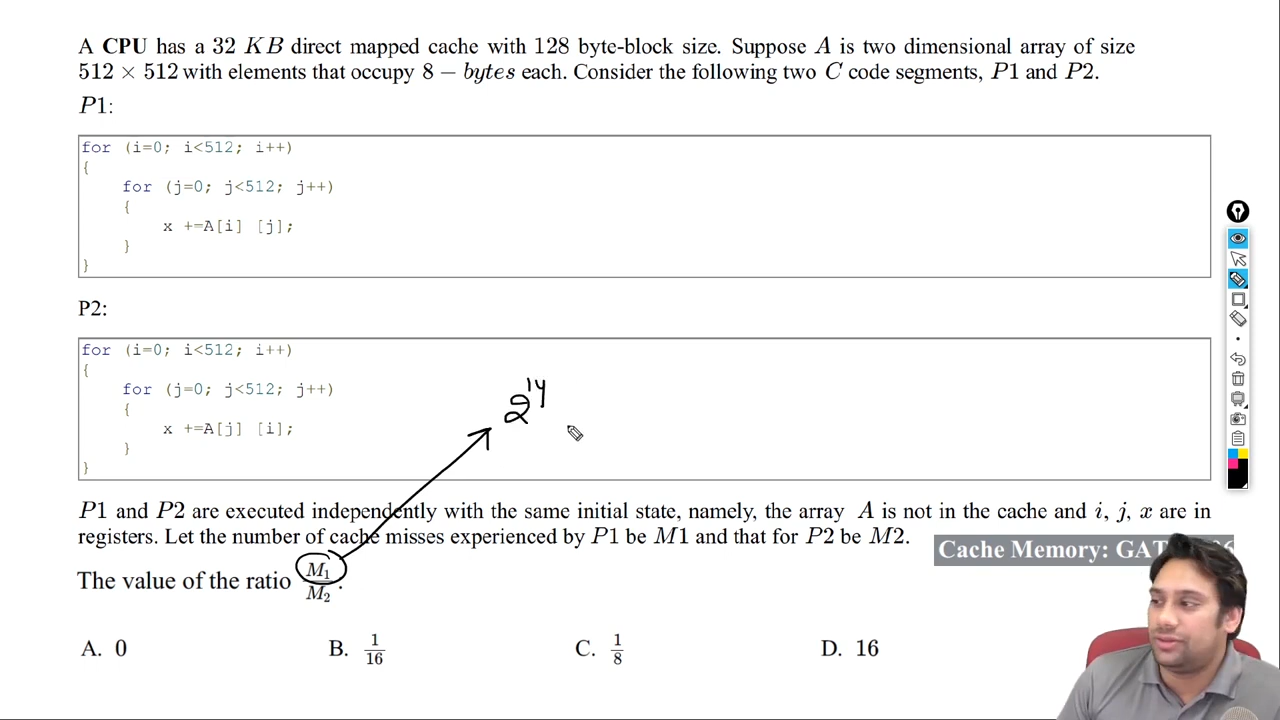 A CPU has a 32 KB direct mapped cache with 128 byte-block size. Suppose A is two dimensional array of size
512 × 512 with elements that occupy 8 − bytes each. Consider the following two C code segments, P1 and P2.
P1:
for (i=0; i<512; i++)
{
for (j=0; j<512; j++)
{
x +=A[i] [j];
}
}
P2:
for (i=0; i<512; i++)
{
for (j=0; j<512; j++)
{
x +=A[j] [i];
}
}
2^14
P1 and P2 are executed independently with the same initial state, namely, the array A is not in the cache and i, j, x are in
registers. Let the number of cache misses experienced by P1 be M1 and that for P2 be M2.
Cache Memory:
The value of the ratio M₁/M₂.
A. 0 B. 1/16 C. 1/8 D. 16